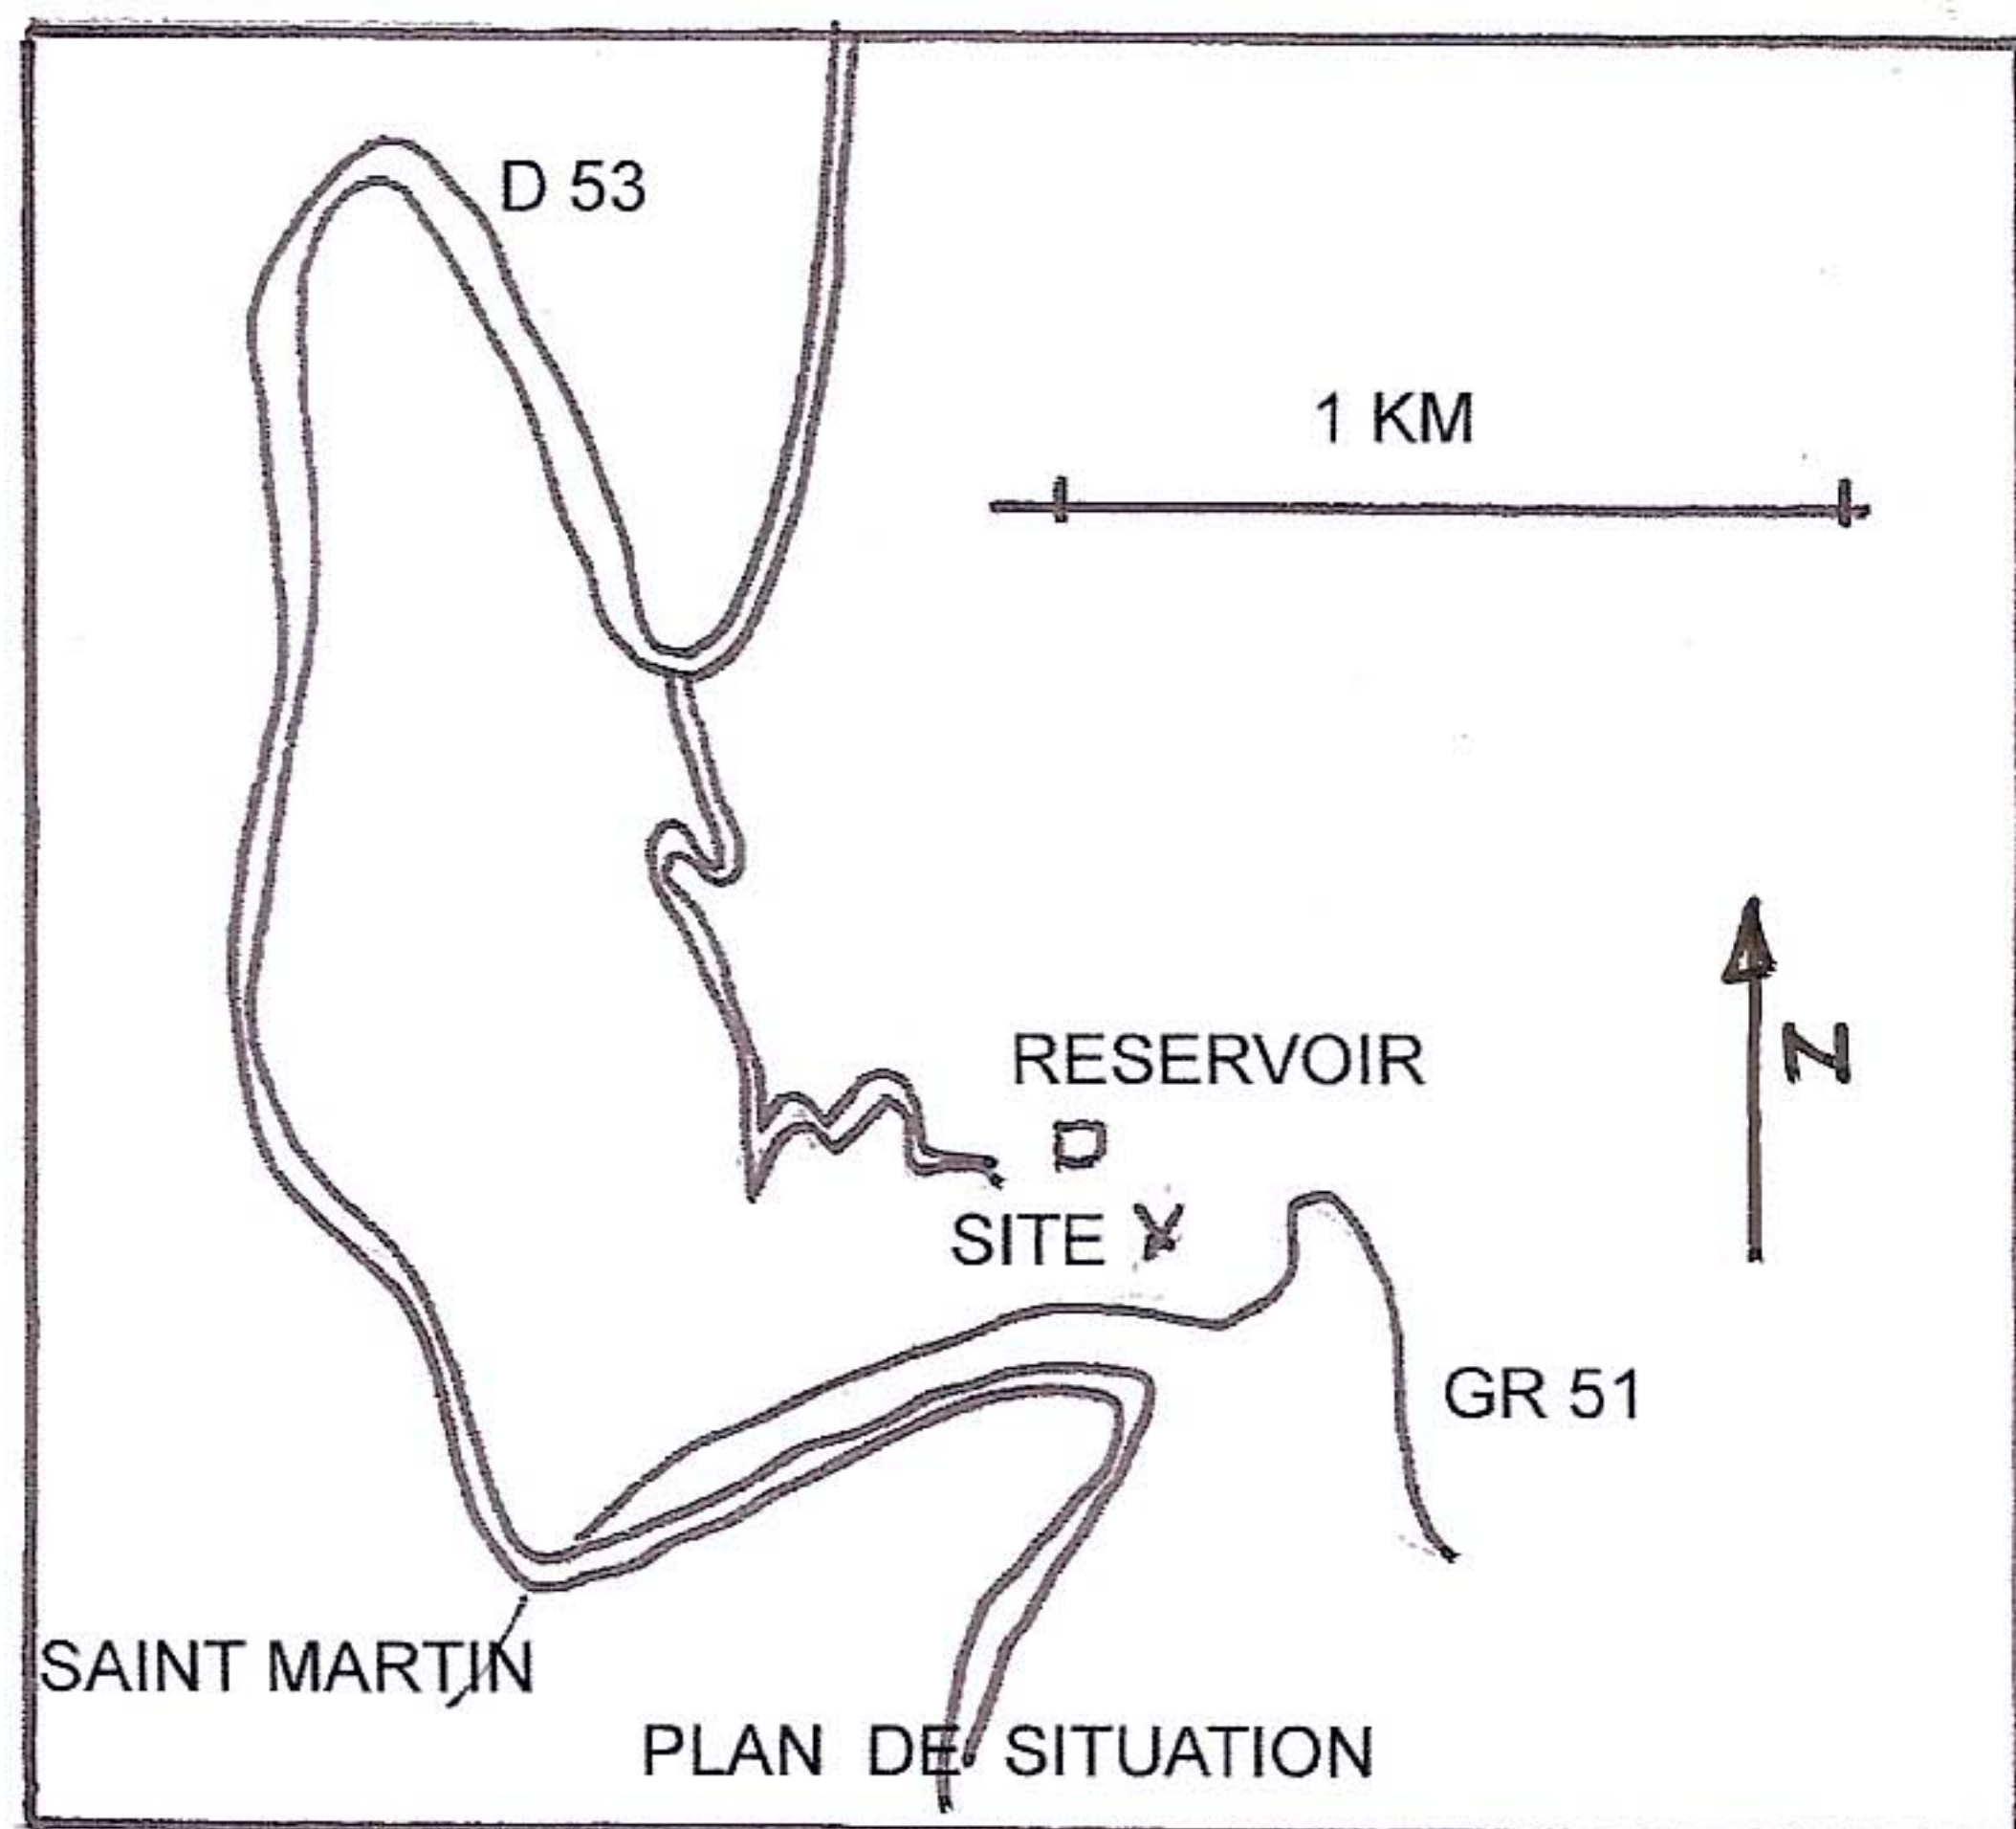 D 53
1 KM
N
RESERVOIR
SITE X
GR 51
SAINT MARTIN
PLAN DE SITUATION